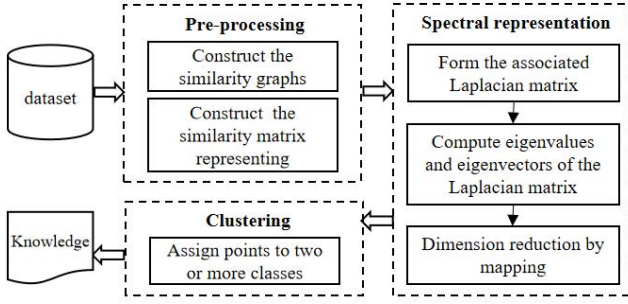 dataset
Pre-processing
Construct the
similarity graphs
Construct the
similarity matrix
representing
Spectral representation
Form the associated
Laplacian matrix
Compute eigenvalues
and eigenvectors of the
Laplacian matrix
Dimension reduction by
mapping
Clustering
Assign points to two
or more classes
Knowledge